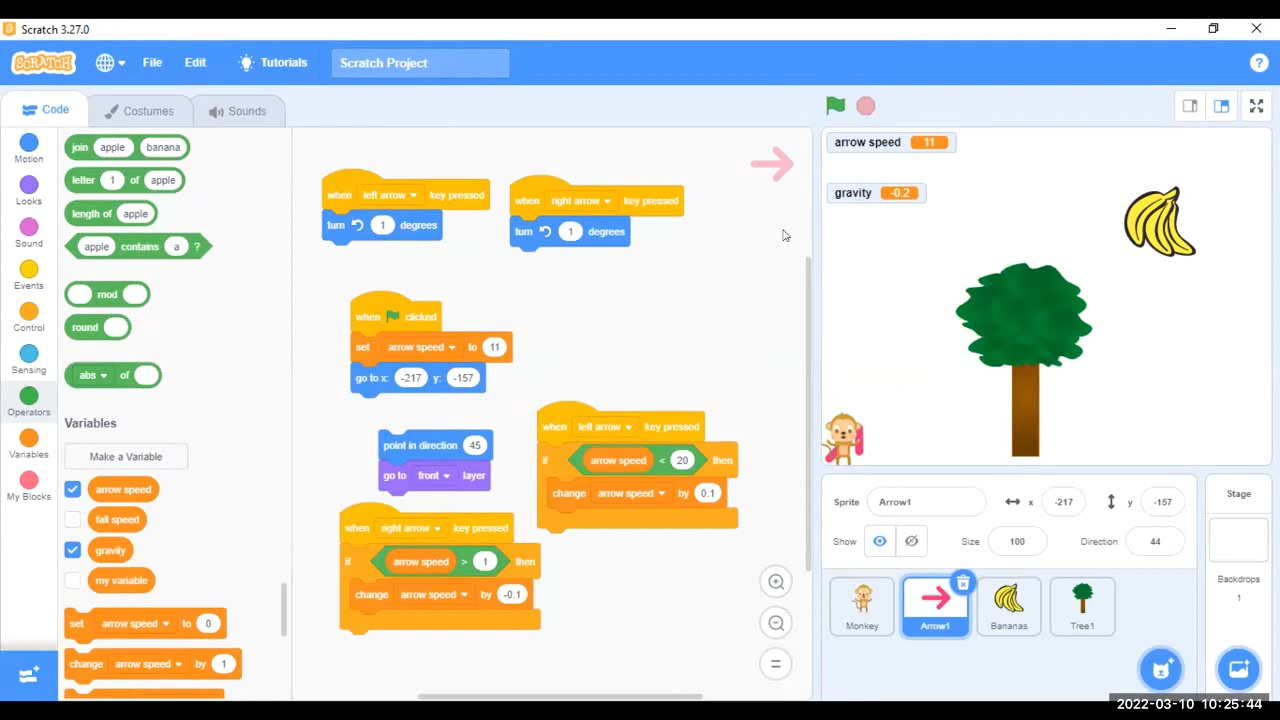 Scratch 3.27.0
SCRATCH File Edit Tutorials Scratch Project ?
Code Costumes Sounds
Motion
Looks
Sound
Events
Control
Sensing
Operators
Variables
My Blocks
join apple banana
letter 1 of apple
length of apple
apple contains a ?
mod
round
abs of
Variables
Make a Variable
arrow speed
fall speed
gravity
my variable
set arrow speed to 0
change arrow speed by 1
when left arrow key pressed
turn 1 degrees
when right arrow key pressed
turn 1 degrees
when clicked
set arrow speed to 11
go to x: -217 y: -157
point in direction 45
go to front layer
when left arrow key pressed
if arrow speed < 20 then
change arrow speed by 0.1
when right arrow key pressed
if arrow speed > 1 then
change arrow speed by -0.1
arrow speed 11
gravity -0.2
Sprite Arrow1 x -217 y -157
Show Size 100 Direction 44
Monkey Arrow1 Bananas Tree1
Stage
Backdrops
1
2022-03-10 10:25:44